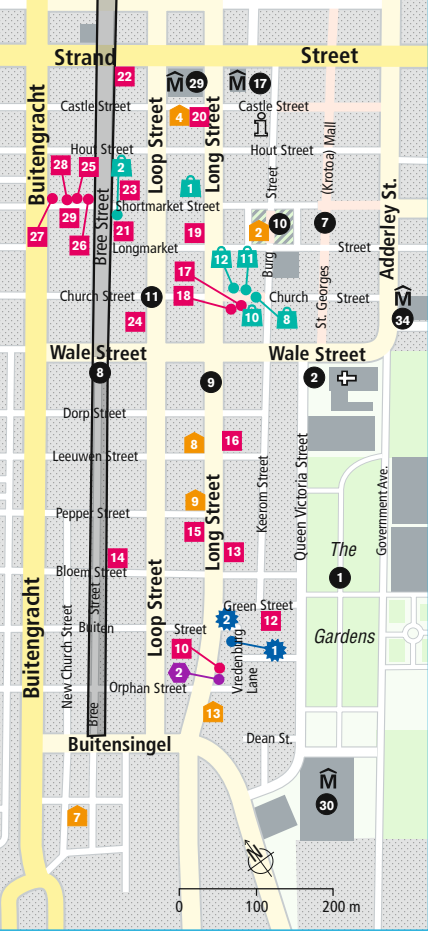 Strand Street
22
M 29
M 17
Castle Street
4
20
Castle Street
i
Hout Street
Hout Street
Buitengracht
Loop Street
Long Street
Street
(Krotoa) Mall
28
25
2
23
1
Shortmarket Street
27
29
26
Bree Street
21
19
Longmarket
Street
2
10
7
Burg
Adderley St.
12
11
17
18
Church Street
11
Church Street
10
8
St. Georges
M
34
24
Wale Street
Wale Street
8
9
2
Dorp Street
8
16
Leeuwen Street
Keerom Street
Queen Victoria Street
Government Ave.
9
Pepper Street
15
13
Long Street
The
1
Gardens
14
Bloem Street
Buitengracht
New Church Street
Street
Loop Street
Green Street
2
12
Buiten
Street
10
1
Vredenburg
Lane
2
Orphan Street
Bree
13
Buitensingel
Dean St.
M
30
7
N
0
100
200 m